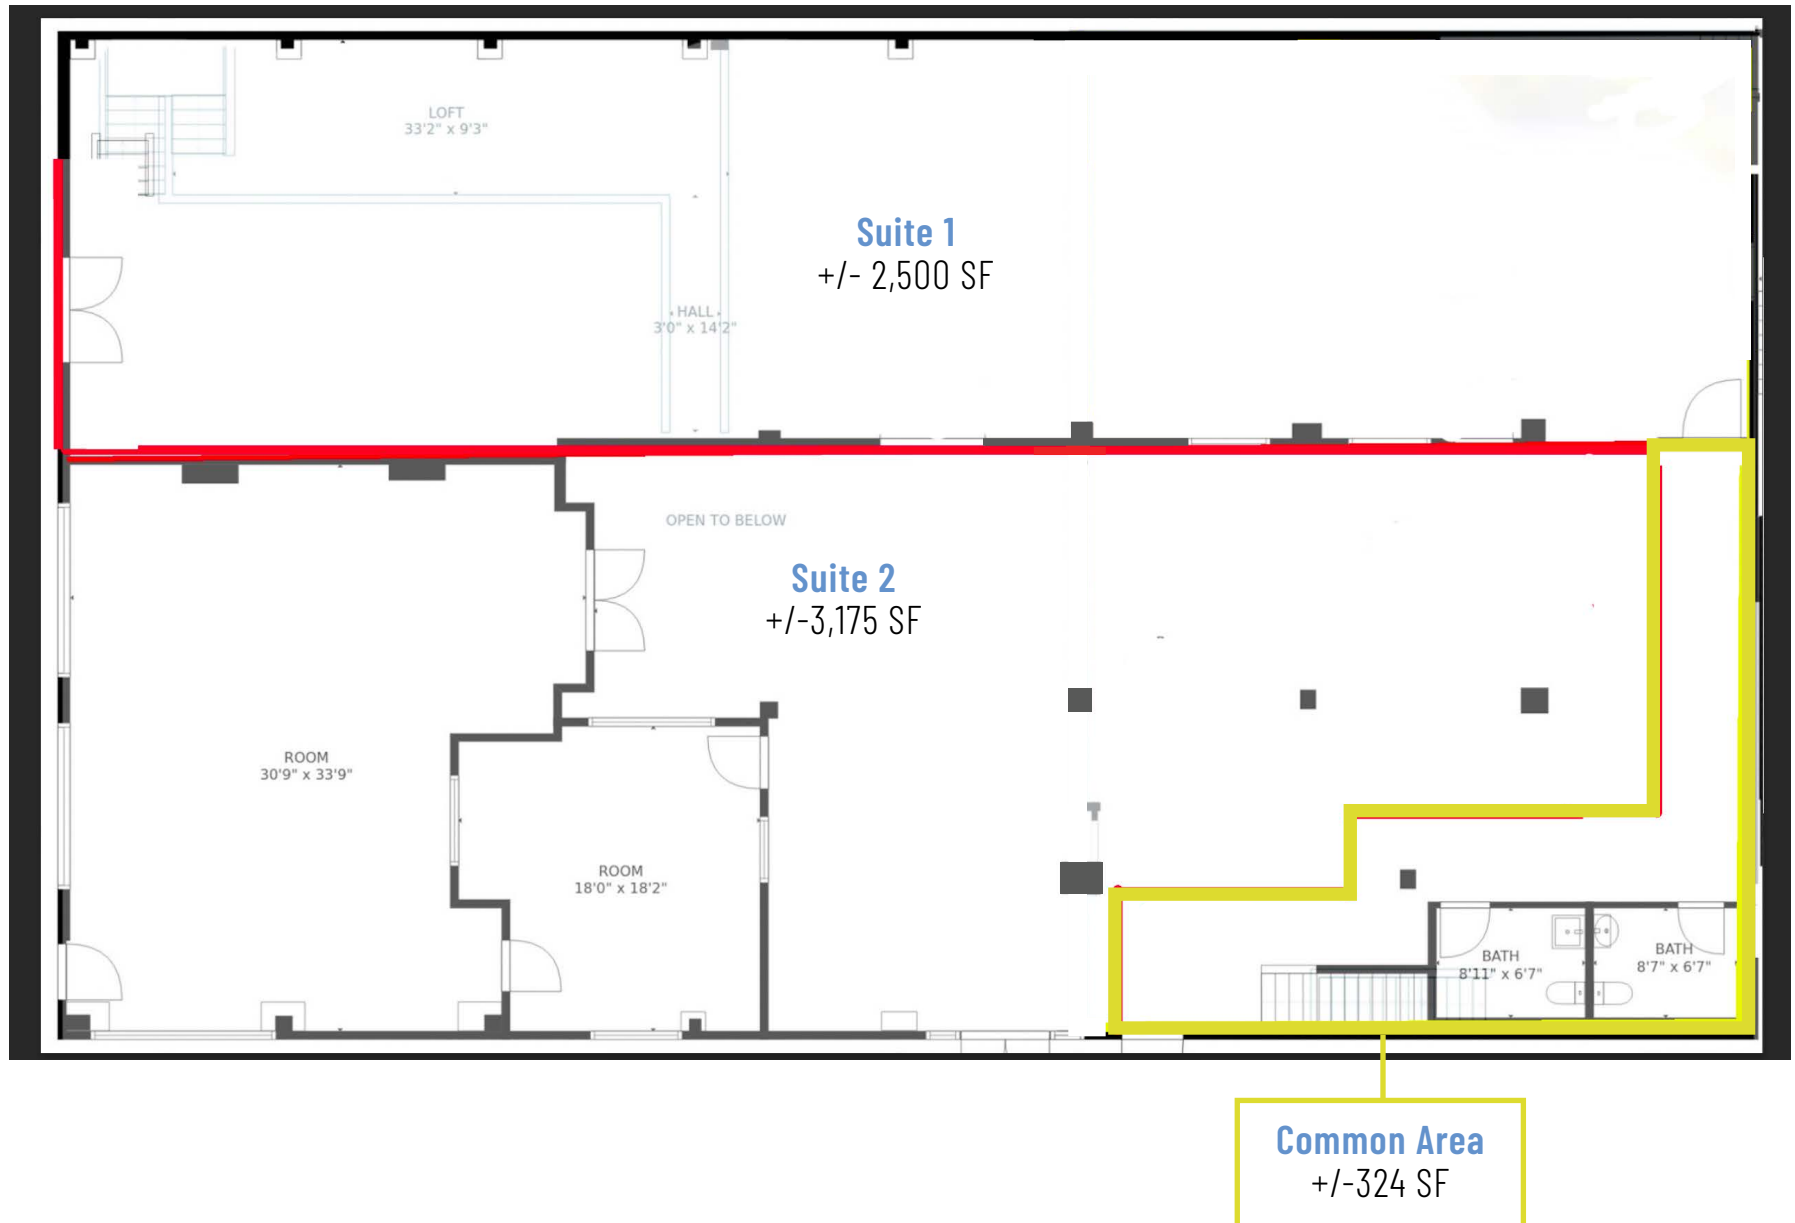 LOFT
33'2" x 9'3"
Suite 1
+/- 2,500 SF
HALL
3'0" x 14'2"
OPEN TO BELOW
Suite 2
+/-3,175 SF
ROOM
30'9" x 33'9"
ROOM
18'0" x 18'2"
BATH
8'11" x 6'7"
BATH
8'7" x 6'7"
Common Area
+/-324 SF